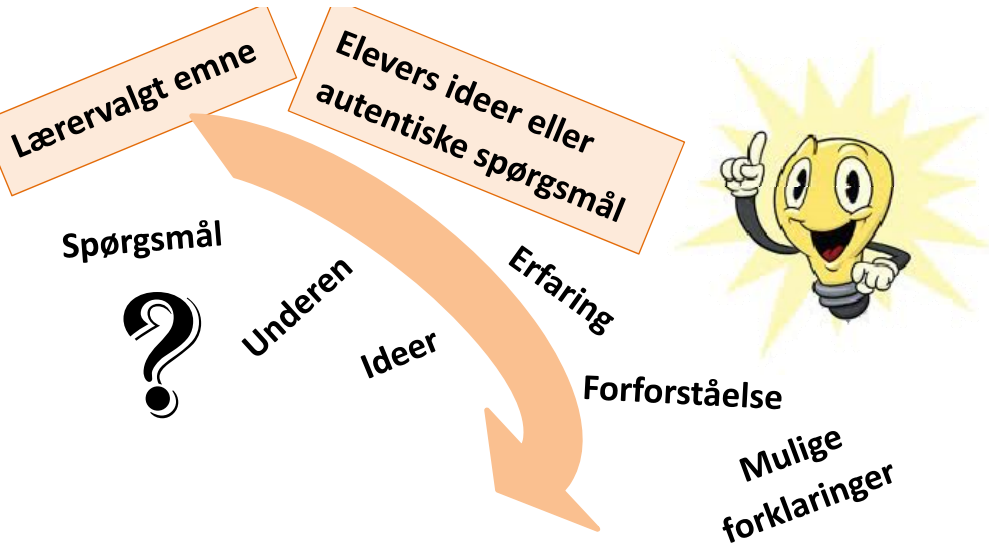 Lærervalgt emne
Elevers ideer eller
autentiske spørgsmål
Spørgsmål
?
Underen
Ideer
Erfaring
Forforståelse
Mulige
forklaringer